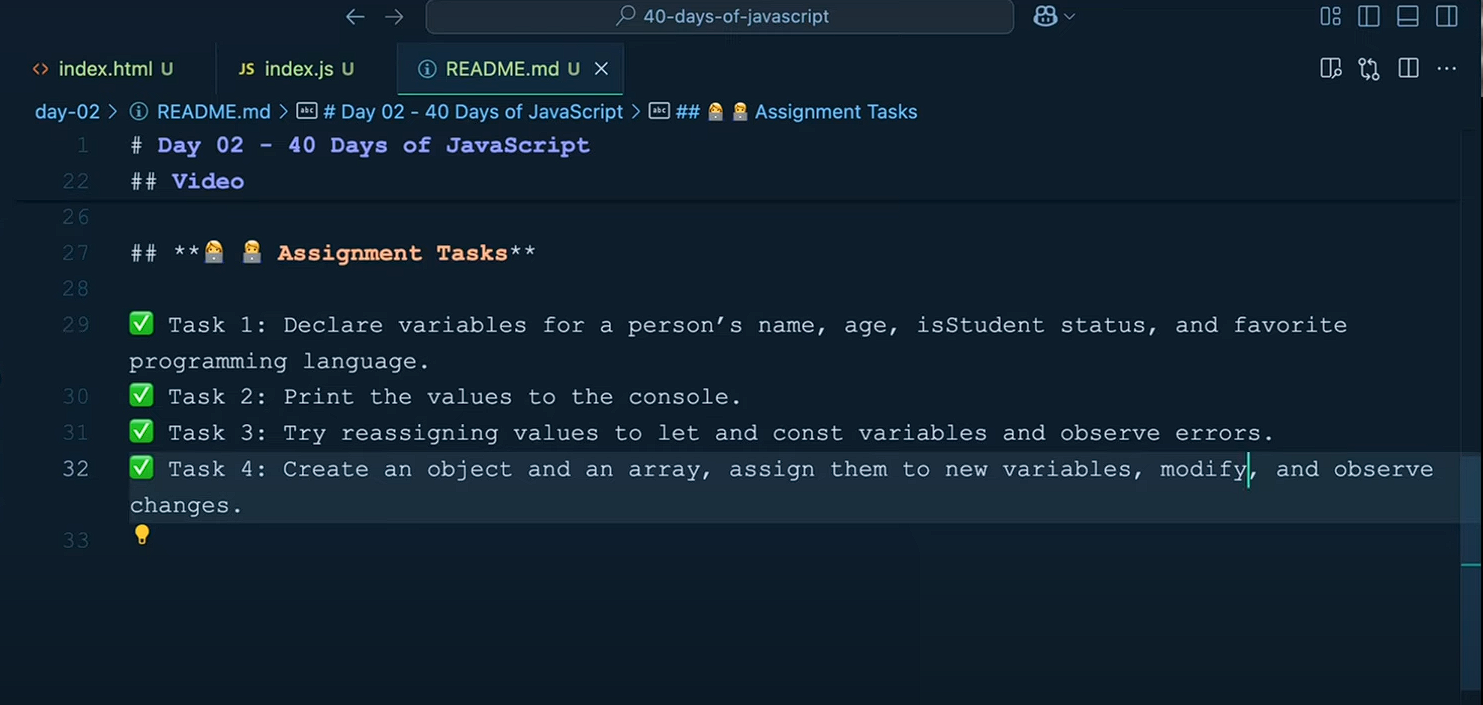 40-days-of-javascript
index.html U
JS index.js U
README.md U
day-02 > README.md > abc # Day 02 - 40 Days of JavaScript > abc ## 👩‍💻 👨‍💻 Assignment Tasks
1 # Day 02 - 40 Days of JavaScript
22 ## Video
26
27 ## **👩‍💻 👨‍💻 Assignment Tasks**
28
29 ✅ Task 1: Declare variables for a person’s name, age, isStudent status, and favorite
programming language.
30 ✅ Task 2: Print the values to the console.
31 ✅ Task 3: Try reassigning values to let and const variables and observe errors.
32 ✅ Task 4: Create an object and an array, assign them to new variables, modify, and observe
changes.
33